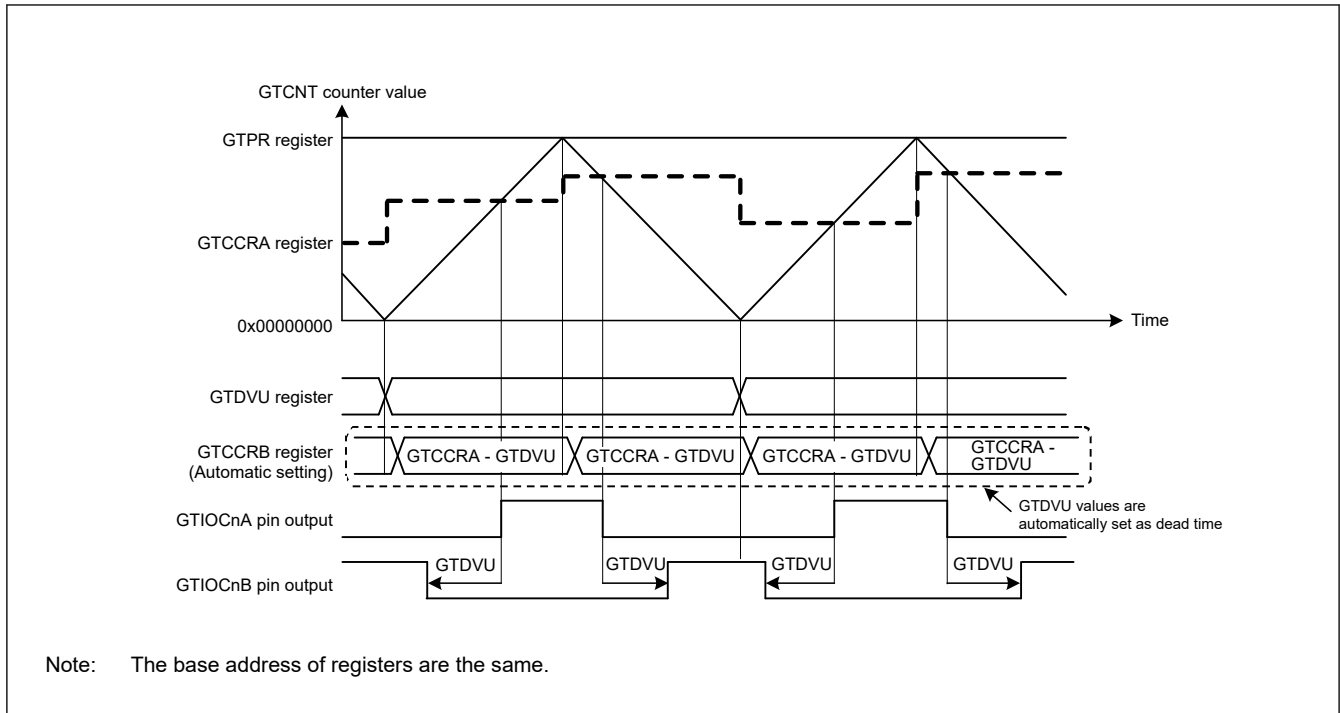 GTCNT counter value
GTPR register
GTCCRA register
0x00000000
Time
GTDVU register
GTCCRB register
(Automatic setting)
GTCCRA - GTDVU
GTCCRA - GTDVU
GTCCRA - GTDVU
GTCCRA -
GTDVU
GTDVU values are
automatically set as dead time
GTIOCnA pin output
GTIOCnB pin output
GTDVU
GTDVU
GTDVU
GTDVU
Note: The base address of registers are the same.